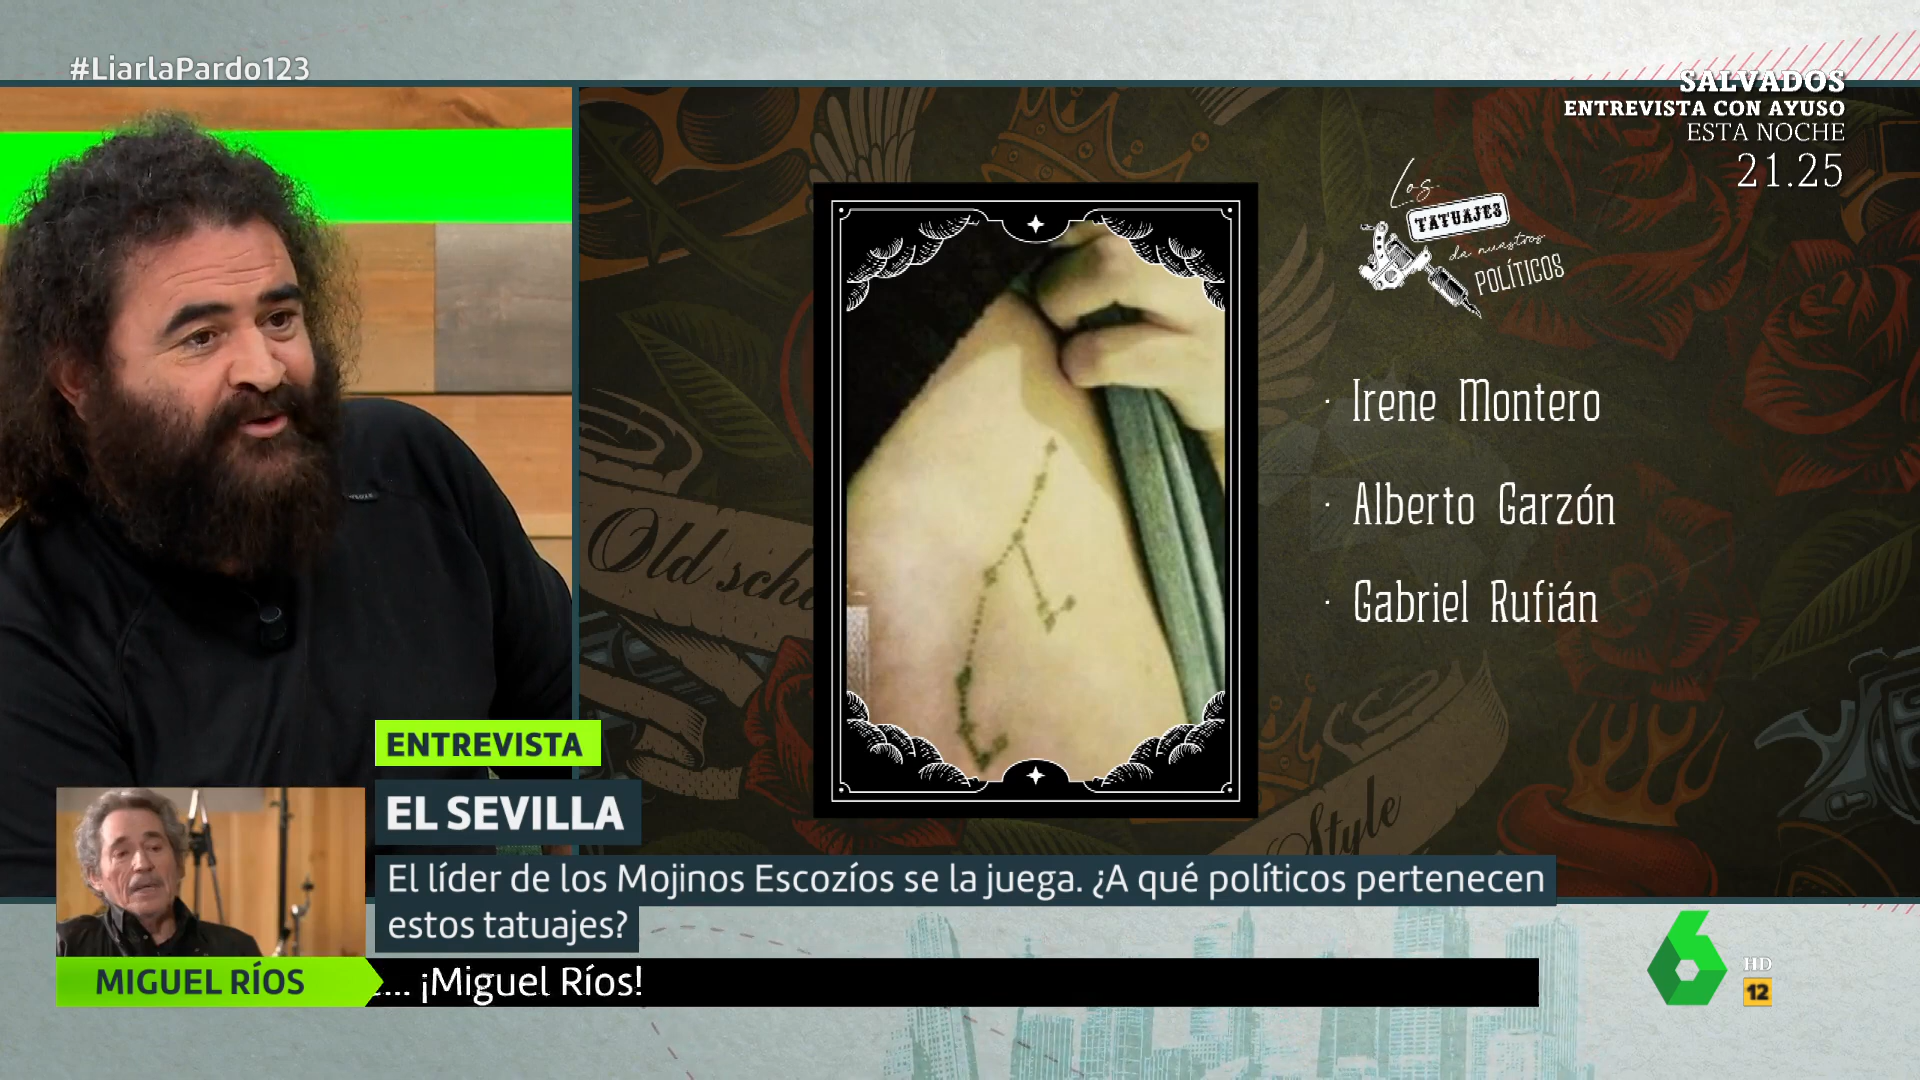 #LiarlaPardo123
SALVADOS
ENTREVISTA CON AYUSO
ESTA NOCHE
21.25
Los
TATUAJES
de nuestros
POLÍTICOS
· Irene Montero
· Alberto Garzón
· Gabriel Rufián
Old scho
Style
ENTREVISTA
EL SEVILLA
El líder de los Mojinos Escozíos se la juega. ¿A qué políticos pertenecen
estos tatuajes?
MIGUEL RÍOS
... ¡Miguel Ríos!
6
HD
12